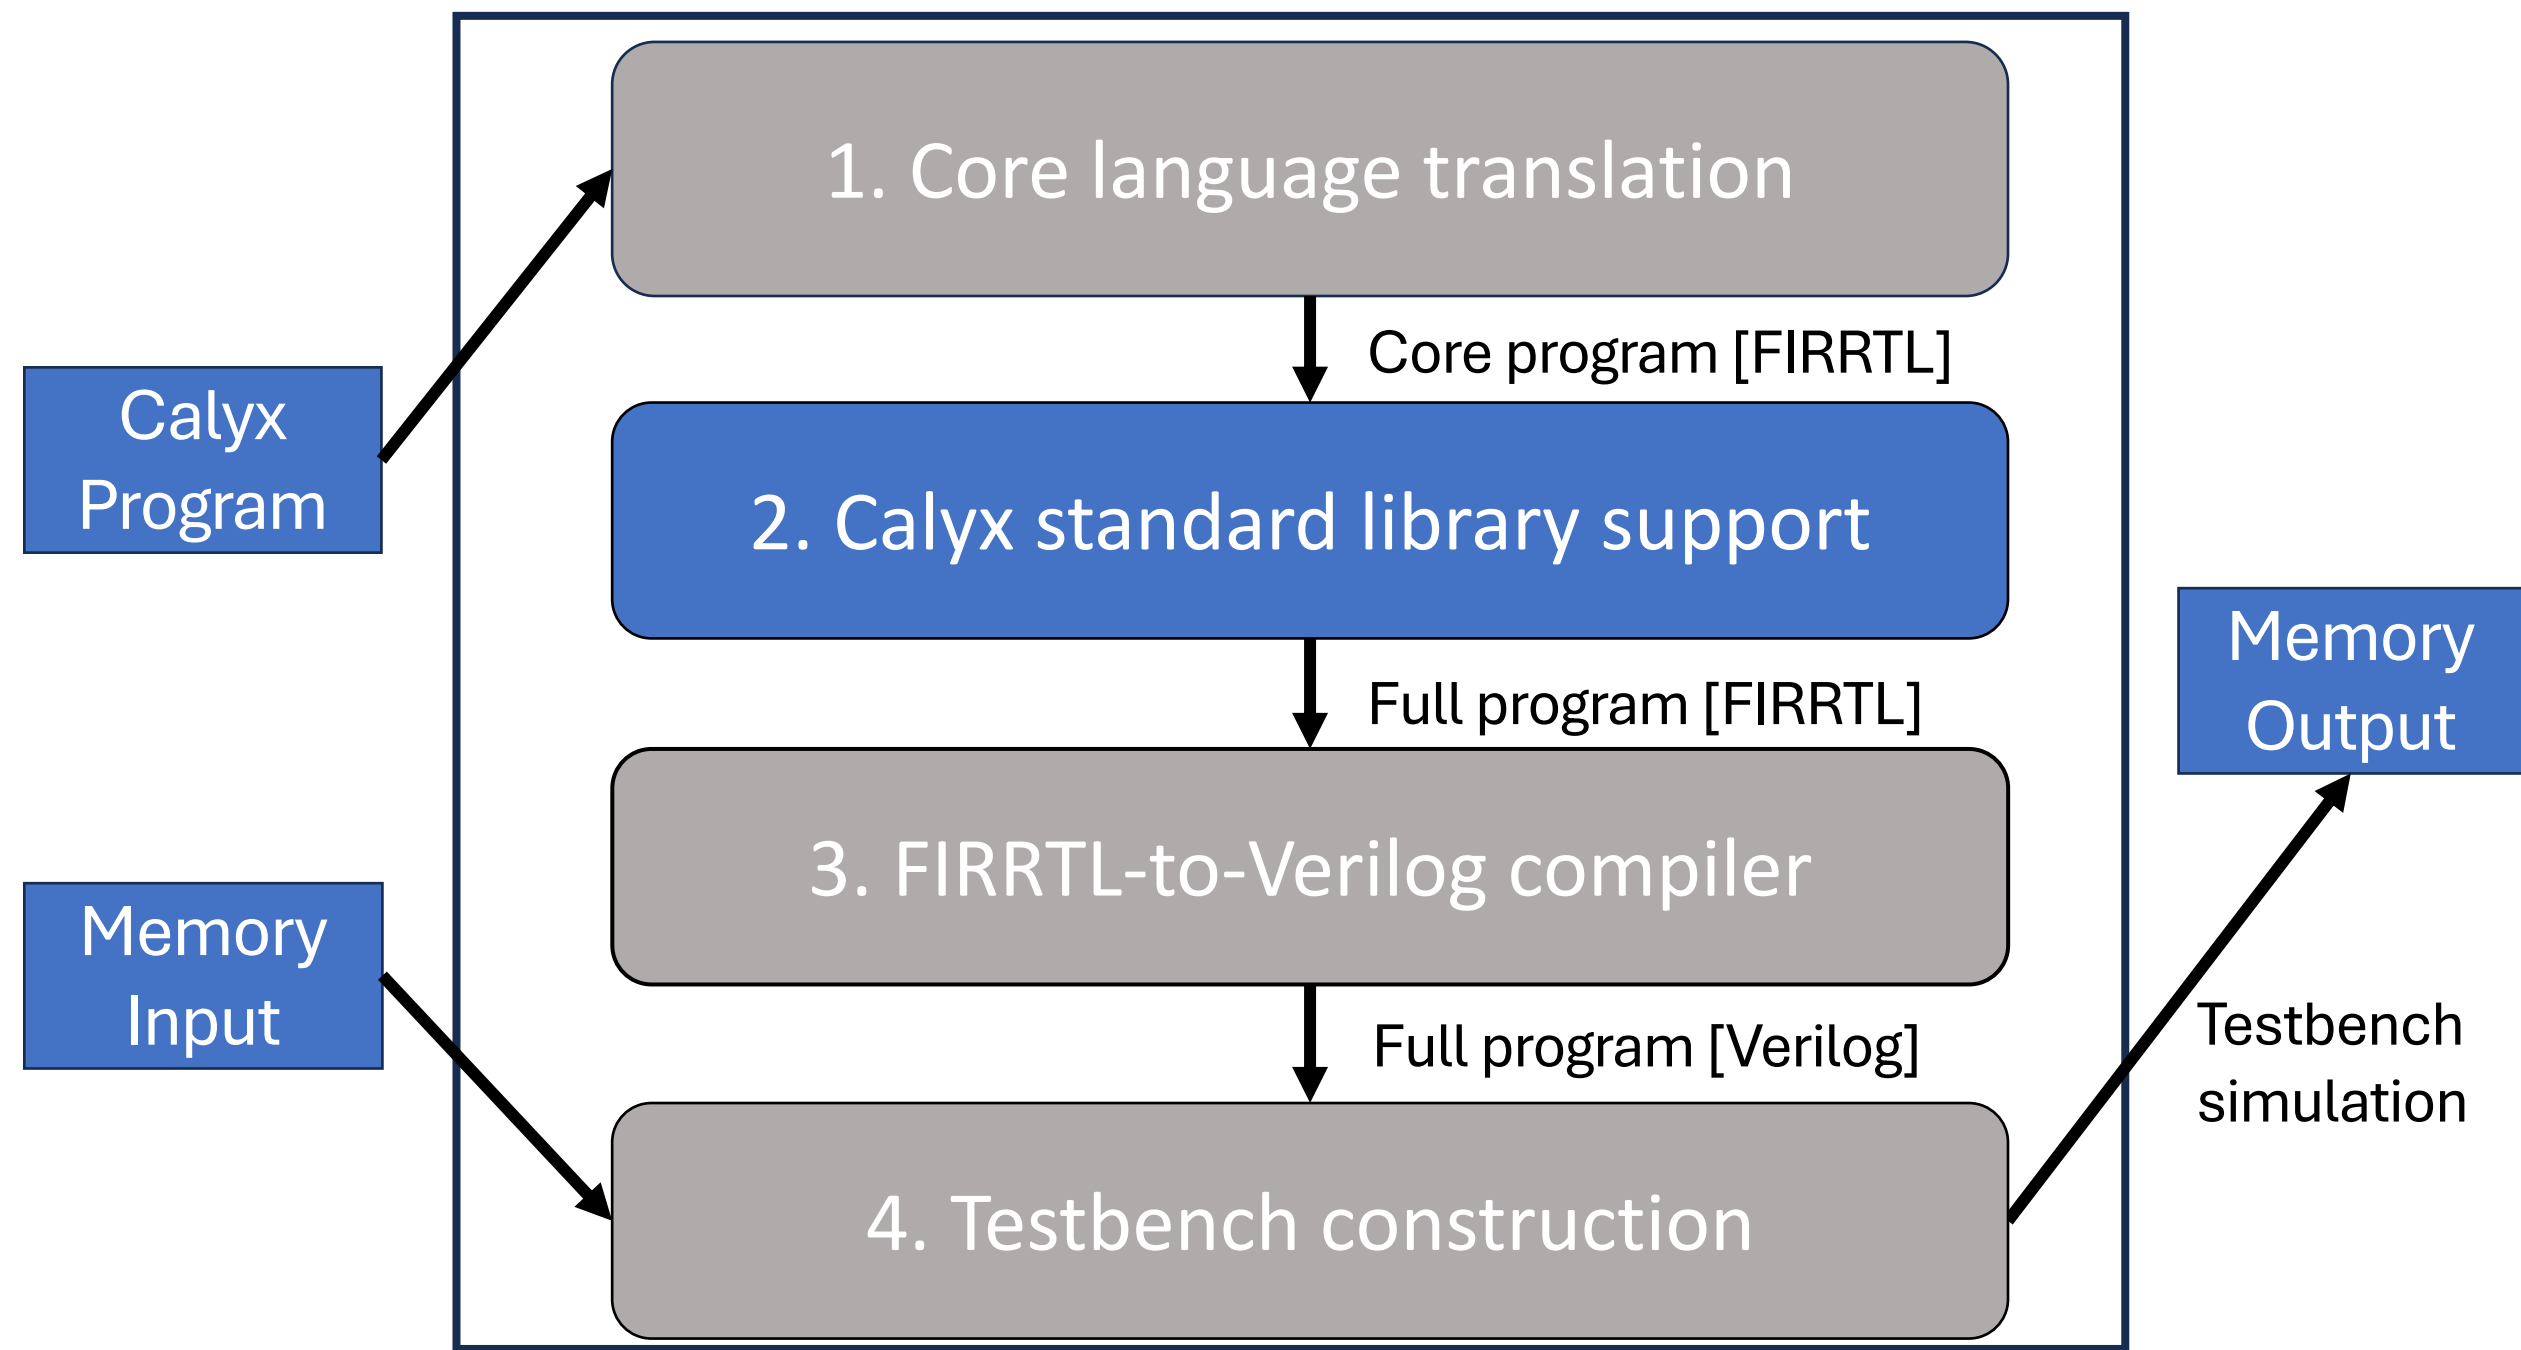 1. Core language translation
Core program [FIRRTL]
Calyx
Program
2. Calyx standard library support
Full program [FIRRTL]
Memory
Output
3. FIRRTL-to-Verilog compiler
Memory
Input
Full program [Verilog]
Testbench
simulation
4. Testbench construction